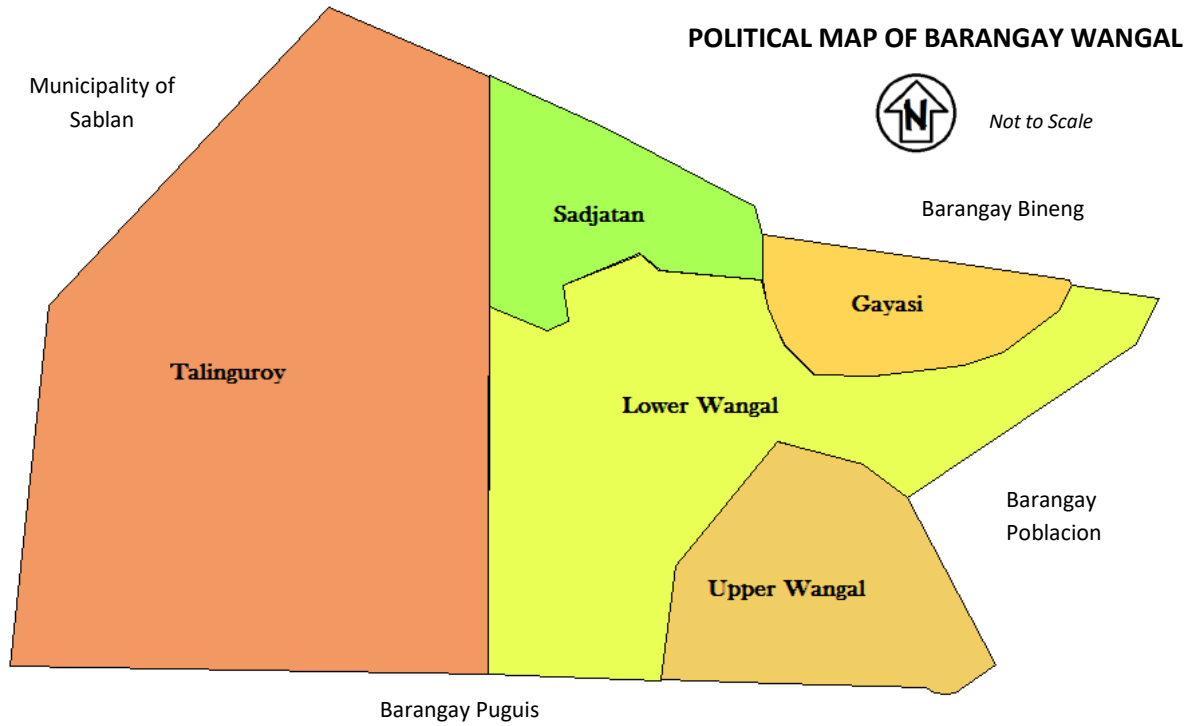 POLITICAL MAP OF BARANGAY WANGAL
Municipality of
Sablan
N
Not to Scale
Barangay Bineng
Sadjatan
Gayasi
Talinguroy
Lower Wangal
Barangay
Poblacion
Upper Wangal
Barangay Puguis